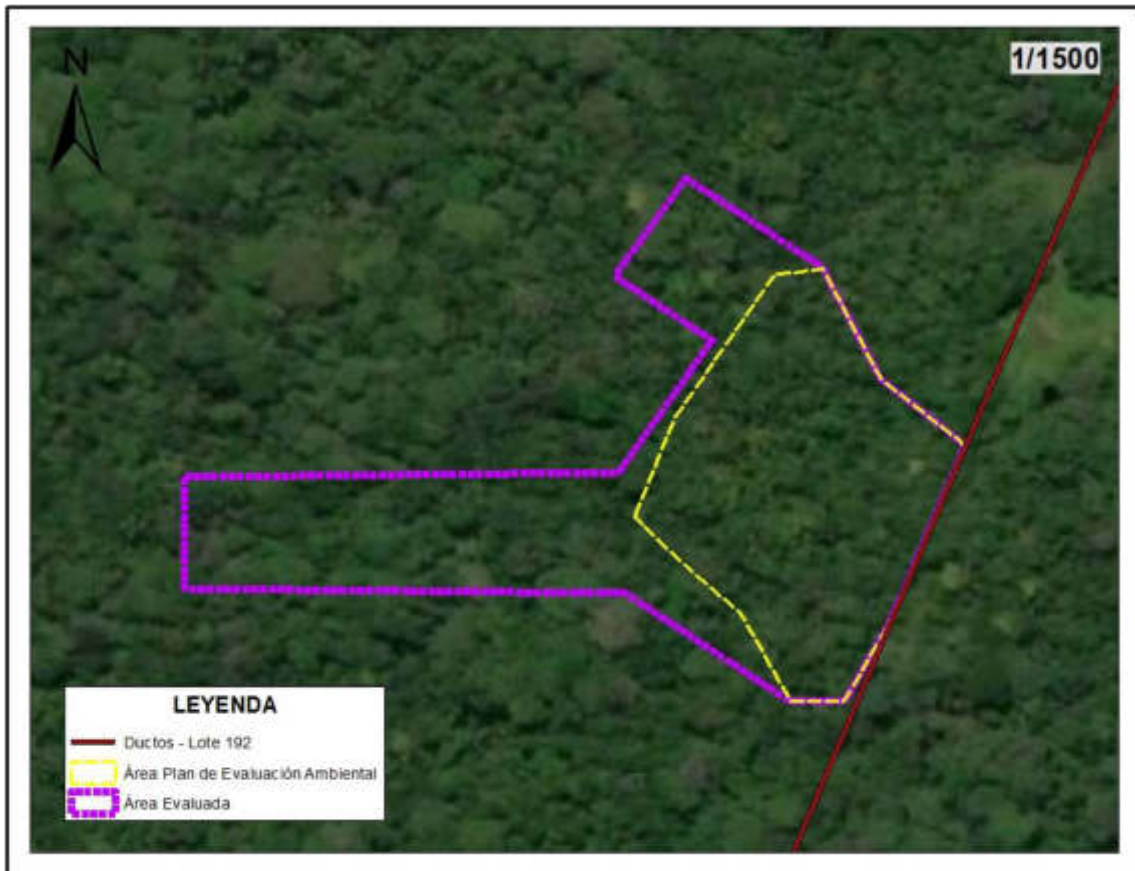 N
1/1500
LEYENDA
Ductos - Lote 192
Área Plan de Evaluación Ambiental
Área Evaluada